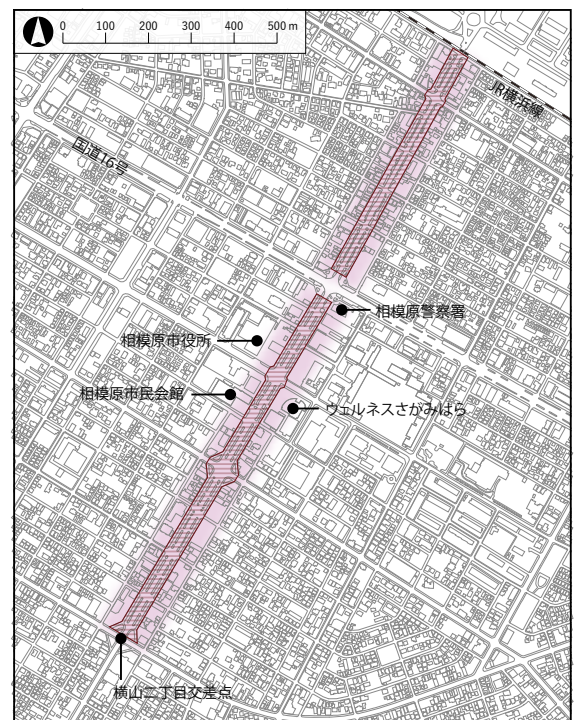 0 100 200 300 400 500 m
JR横浜線
国道16号
相模原警察署
相模原市役所
相模原市民会館
ウェルネスさがみはら
横山二丁目交差点